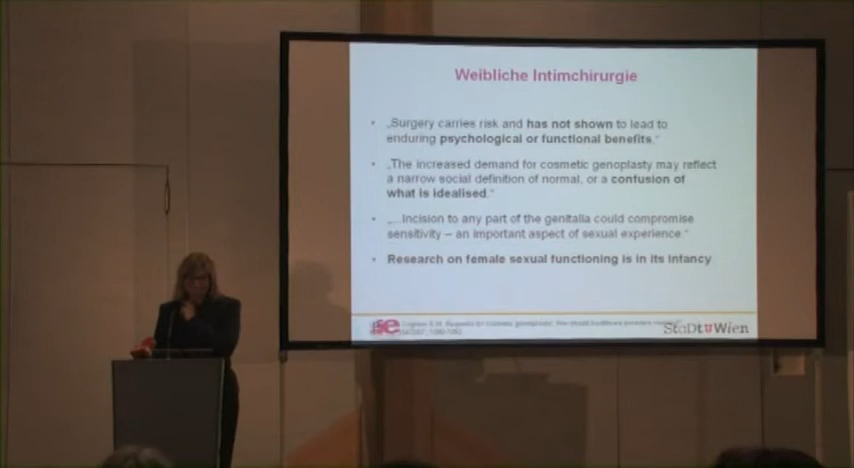 Weibliche Intimchirurgie
• „Surgery carries risk and has not shown to lead to
enduring psychological or functional benefits."
• „The increased demand for cosmetic genoplasty may reflect
a narrow social definition of normal, or a confusion of
what is idealised."
• „...Incision to any part of the genitalia could compromise
sensitivity – an important aspect of sexual experience."
• Research on female sexual functioning is in its infancy
StaDt Wien